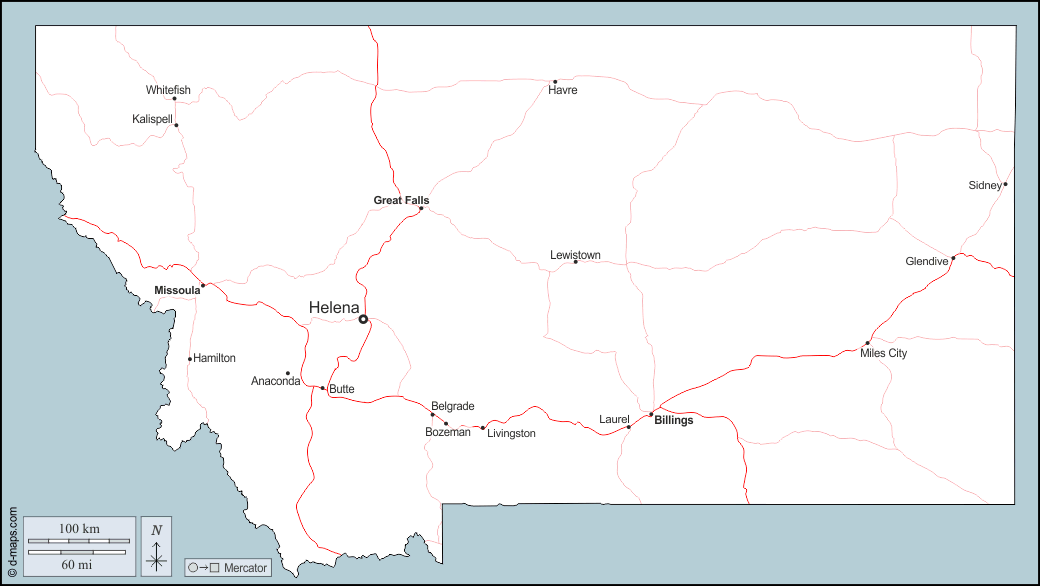 Whitefish
Havre
Kalispell
Sidney
Great Falls
Lewistown
Glendive
Missoula
Helena
Miles City
Hamilton
Anaconda
Butte
Belgrade
Laurel
Billings
Bozeman
Livingston
© d-maps.com
100 km
60 mi
N
Mercator